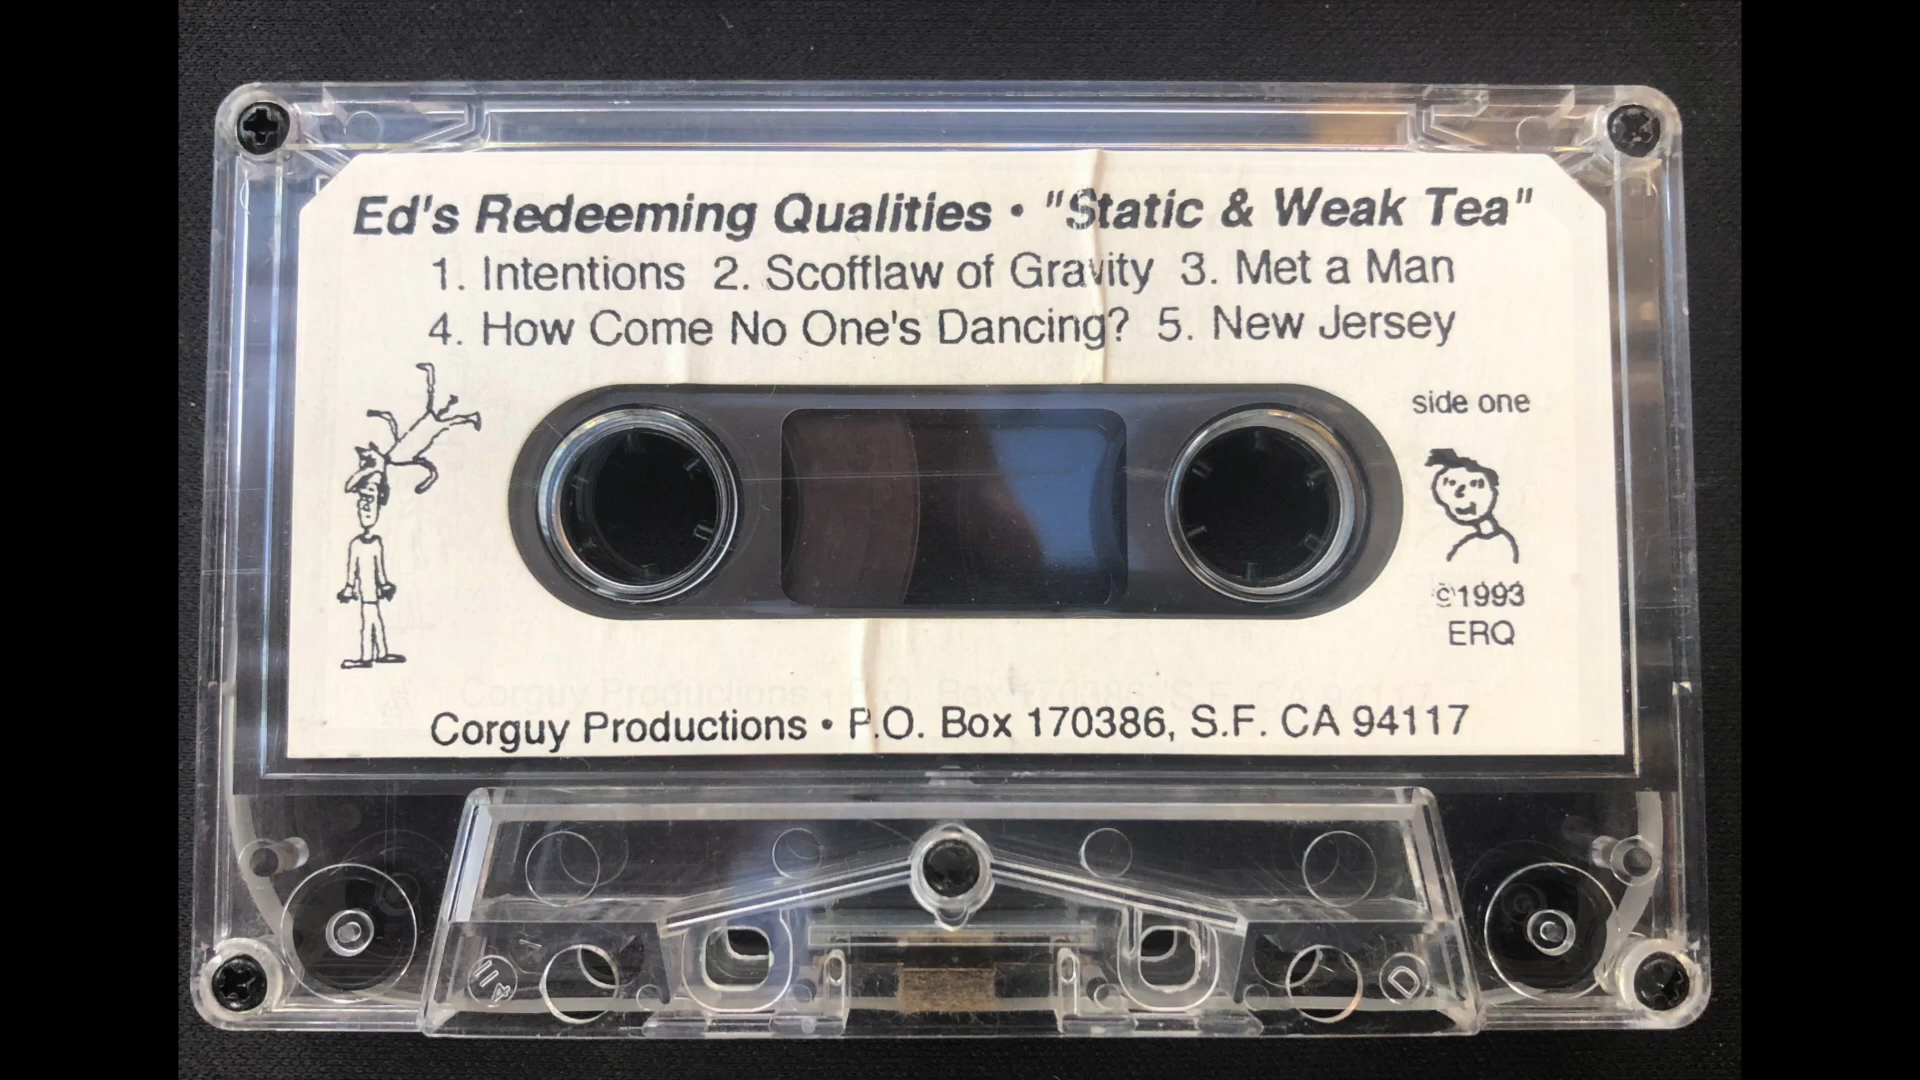 Ed's Redeeming Qualities • "Static & Weak Tea"
1. Intentions 2. Scofflaw of Gravity 3. Met a Man
4. How Come No One's Dancing? 5. New Jersey
side one
©1993
ERQ
Corguy Productions • P.O. Box 170386, S.F. CA 94117